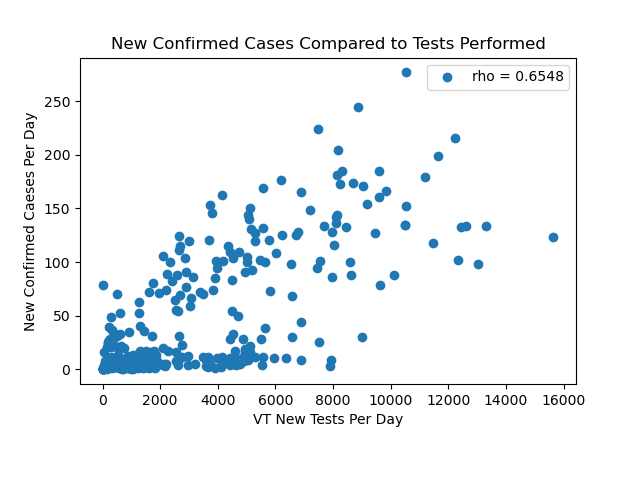 New Confirmed Cases Compared to Tests Performed
rho = 0.6548
New Confirmed Caeses Per Day
250
200
150
100
50
0
0 2000 4000 6000 8000 10000 12000 14000 16000
VT New Tests Per Day